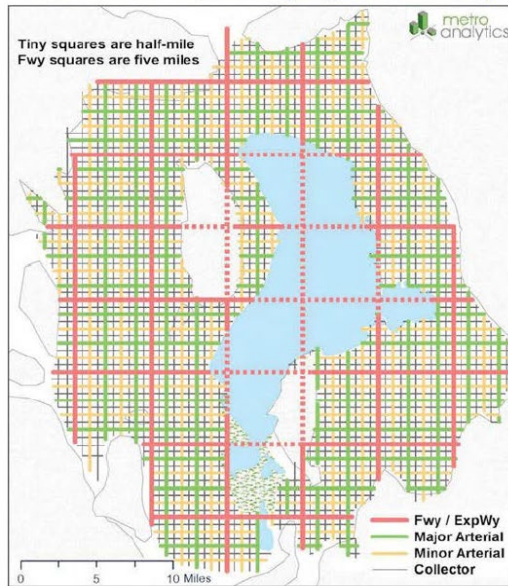 metro
analytics
Tiny squares are half-mile
Fwy squares are five miles
Fwy / ExpWy
Major Arterial
Minor Arterial
Collector
0 5 10 Miles